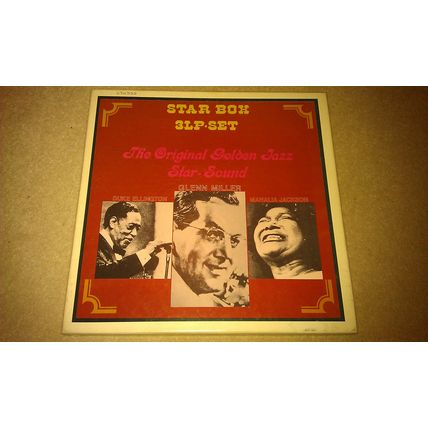 STAR BOX
3LP-SET
The Original Golden Jazz
Star-Sound
GLENN MILLER
DUKE ELLINGTON
MAHALIA JACKSON